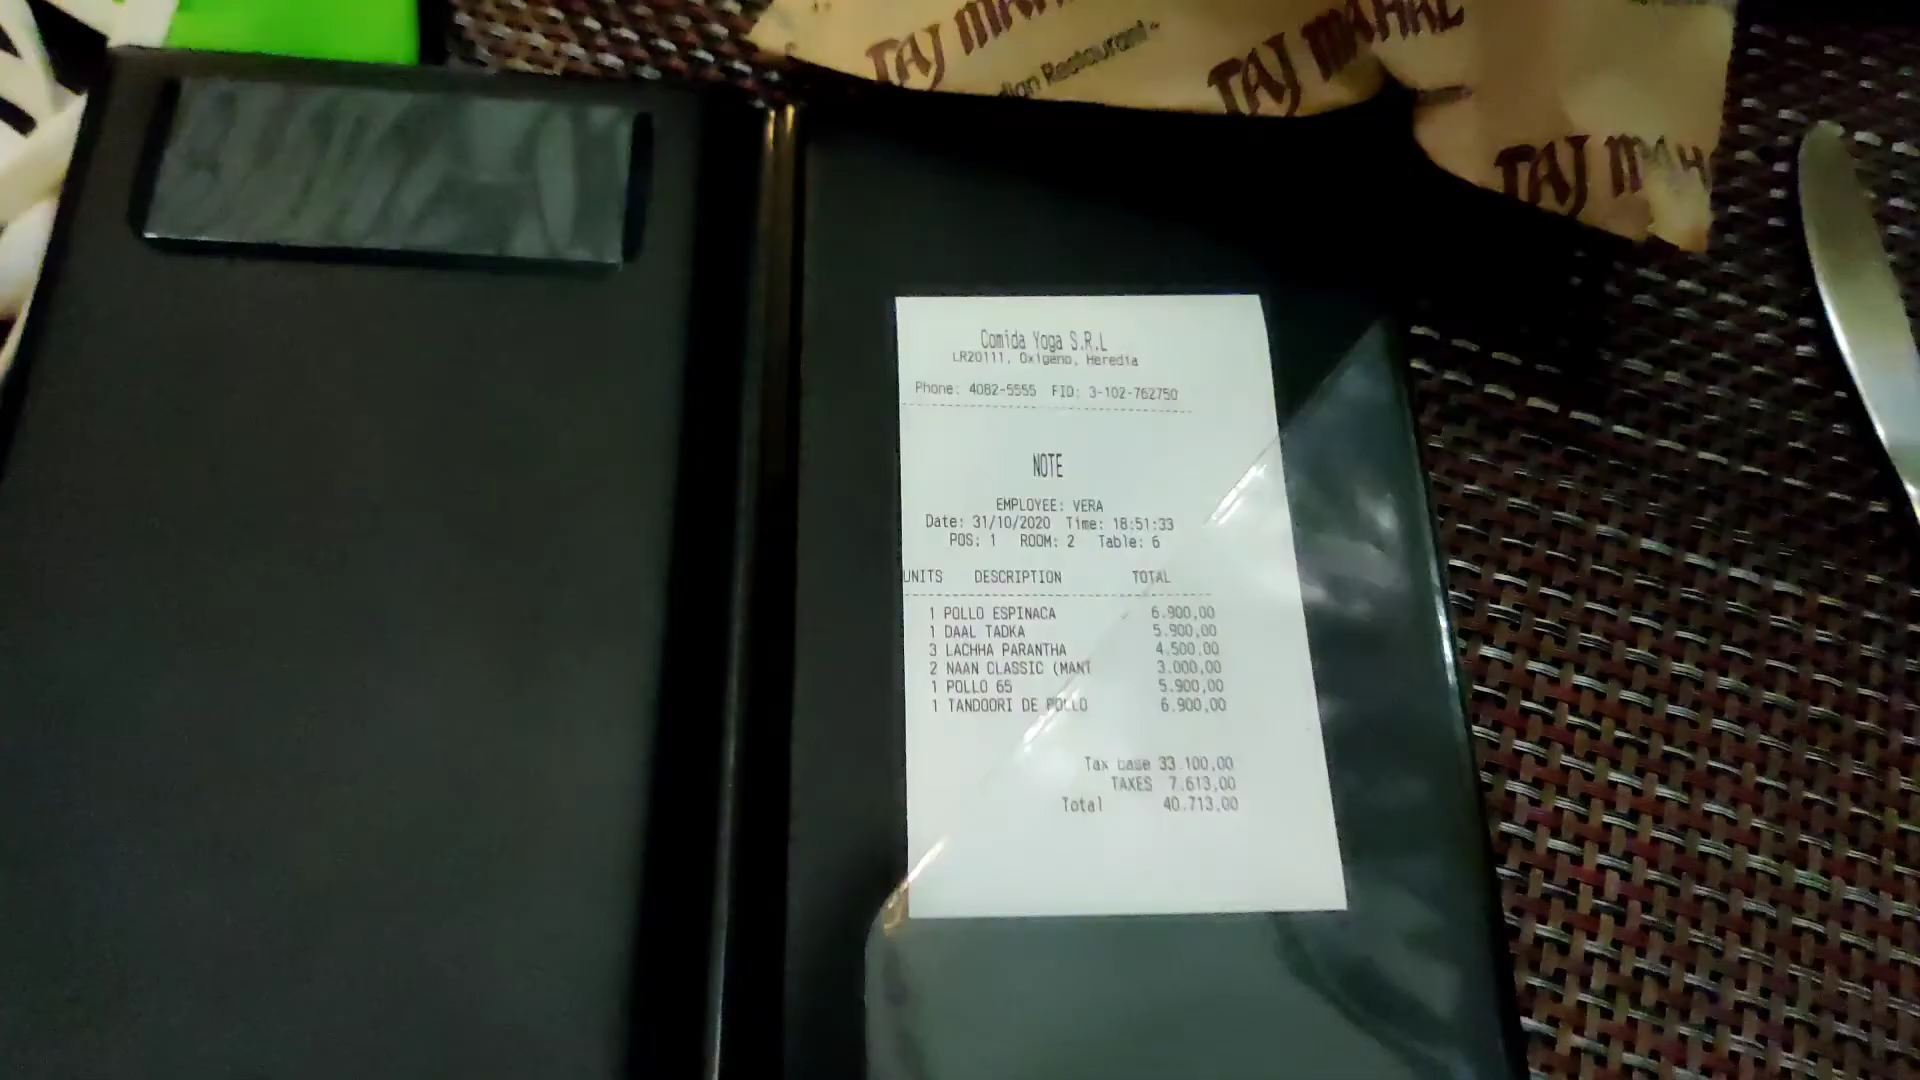 TAJ
Indian Restaurant
TAJ MAHAL
TAJ MAH
Comida Yoga S.R.L
LR20111, Oxigeno, Heredia
Phone: 4082-5555 FID: 3-102-762750
NOTE
EMPLOYEE: VERA
Date: 31/10/2020 Time: 18:51:33
POS: 1 ROOM: 2 Table: 6
UNITS DESCRIPTION TOTAL
1 POLLO ESPINACA 6.900,00
1 DAAL TADKA 5.900,00
3 LACHHA PARANTHA 4.500,00
2 NAAN CLASSIC (MANT 3.000,00
1 POLLO 65 5.900,00
1 TANDOORI DE POLLO 6.900,00
Tax base 33.100,00
TAXES 7.613,00
Total 40.713,00